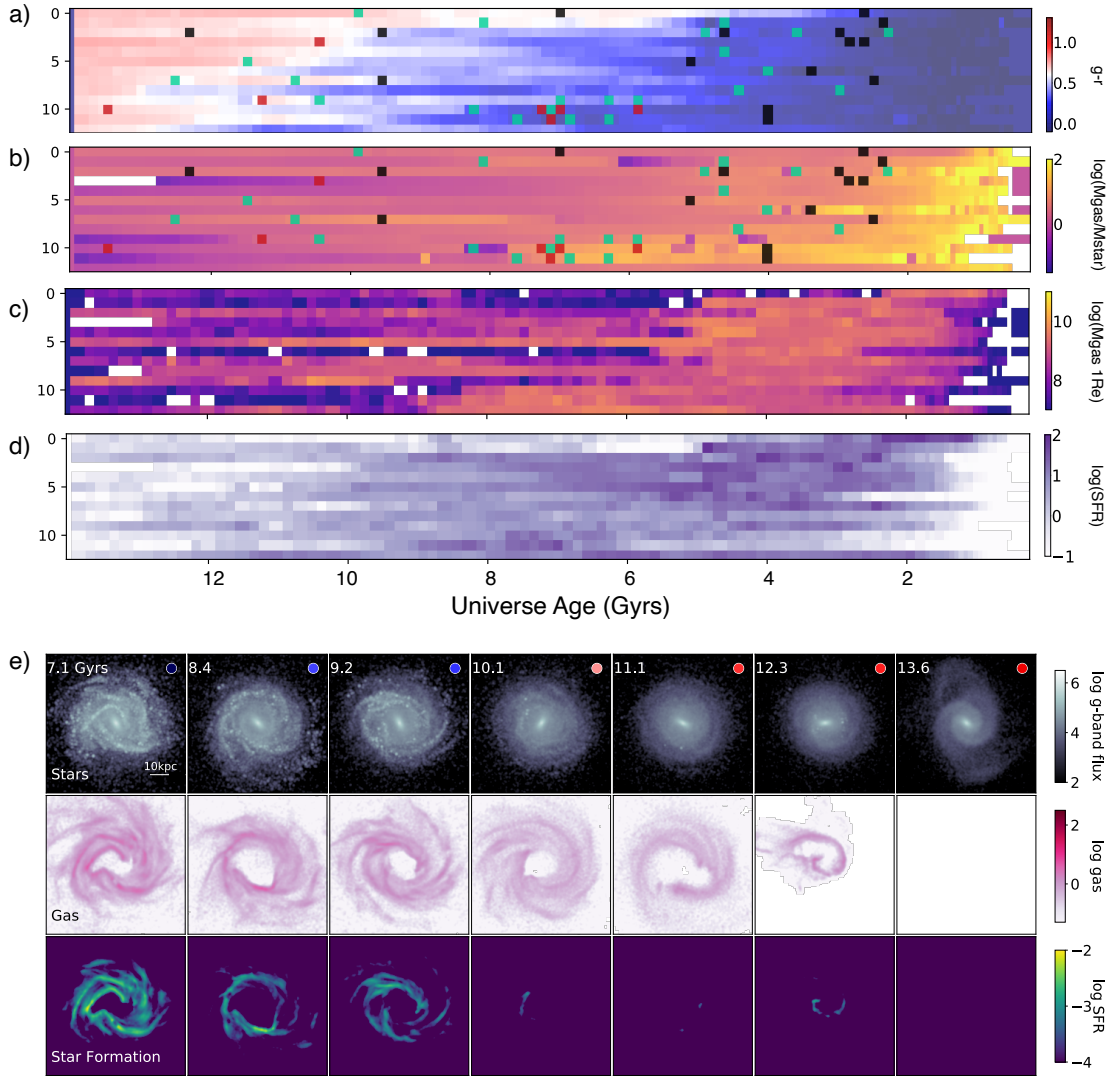 a)
0
5
10
1.0
0.5
0.0
g-r
b)
0
5
10
2
0
log(Mgas/Mstar)
c)
0
5
10
10
8
log(Mgas 1Re)
d)
0
5
10
2
1
0
−1
log(SFR)
12 10 8 6 4 2
Universe Age (Gyrs)
e)
7.1 Gyrs 8.4 9.2 10.1 11.1 12.3 13.6
10kpc
Stars
6
4
2
log g-band flux
Gas
2
0
log gas
Star Formation
−2
−3
−4
log SFR